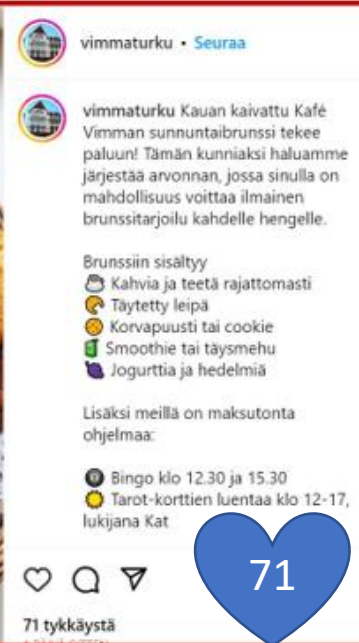 vimmaturku • Seuraa
vimmaturku Kauan kaivattu Kafé
Vimman sunnuntaibrunssi tekee
paluun! Tämän kunniaksi haluamme
järjestää arvonnan, jossa sinulla on
mahdollisuus voittaa ilmainen
brunssitarjoilu kahdelle hengelle.
Brunssiin sisältyy
Kahvia ja teetä rajattomasti
Täytetty leipä
Korvapuusti tai cookie
Smoothie tai täysmehu
Jogurttia ja hedelmiä
Lisäksi meillä on maksutonta
ohjelmaa:
Bingo klo 12.30 ja 15.30
Tarot-korttien luentaa klo 12-17,
lukijana Kat
71
71 tykkäystä